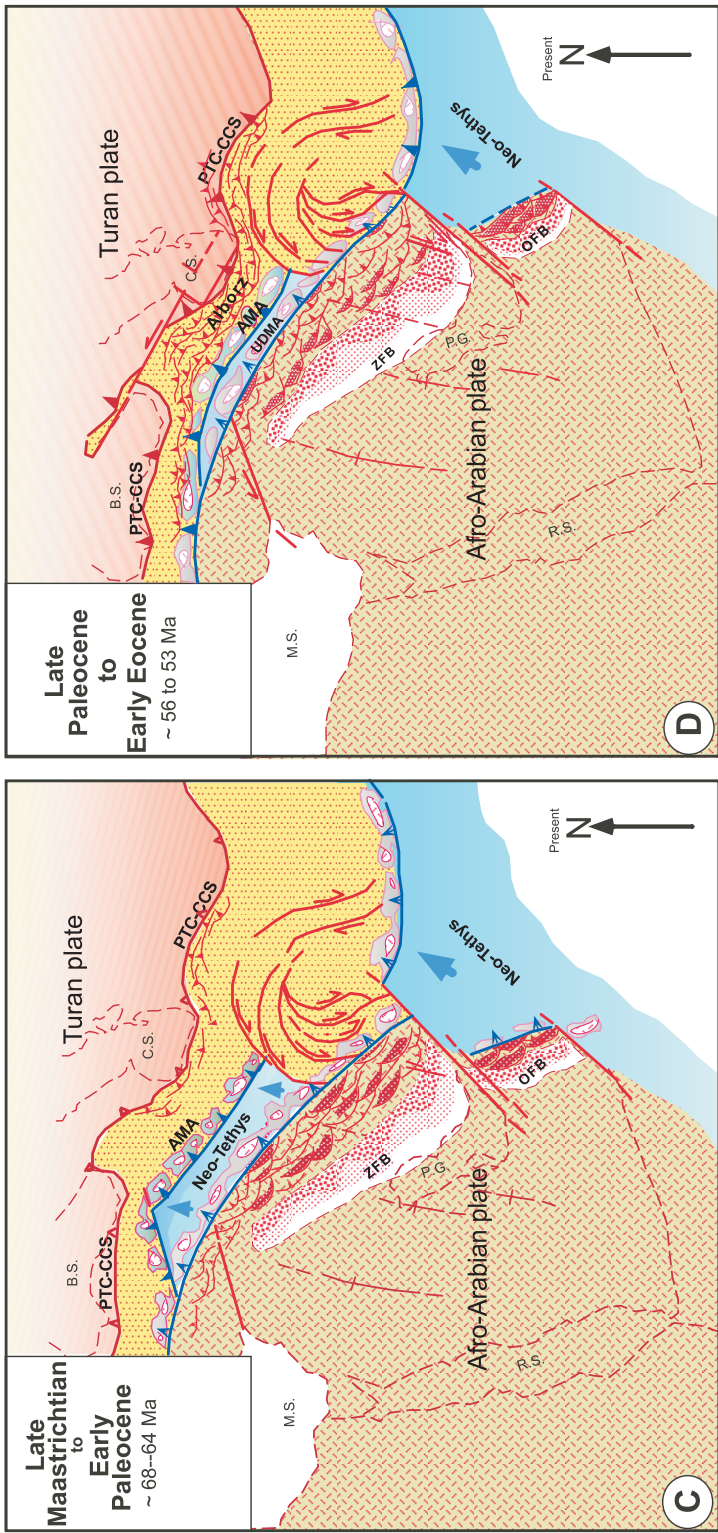 Late
Maastrichtian
to
Early
Paleocene
~ 68--64 Ma
Turan plate
B.S.
C.S.
PTC-CCS
PTC-CCS
AMA
Neo-Tethys
M.S.
ZFB
P.G.
OFB
Neo-Tethys
Afro-Arabian plate
R.S.
Present
N
C
Late
Paleocene
to
Early Eocene
~ 56 to 53 Ma
Turan plate
B.S.
C.S.
PTC-CCS
PTC-CCS
Alborz
AMA
UDMA
M.S.
ZFB
P.G.
OFB
Neo-Tethys
Afro-Arabian plate
R.S.
Present
N
D